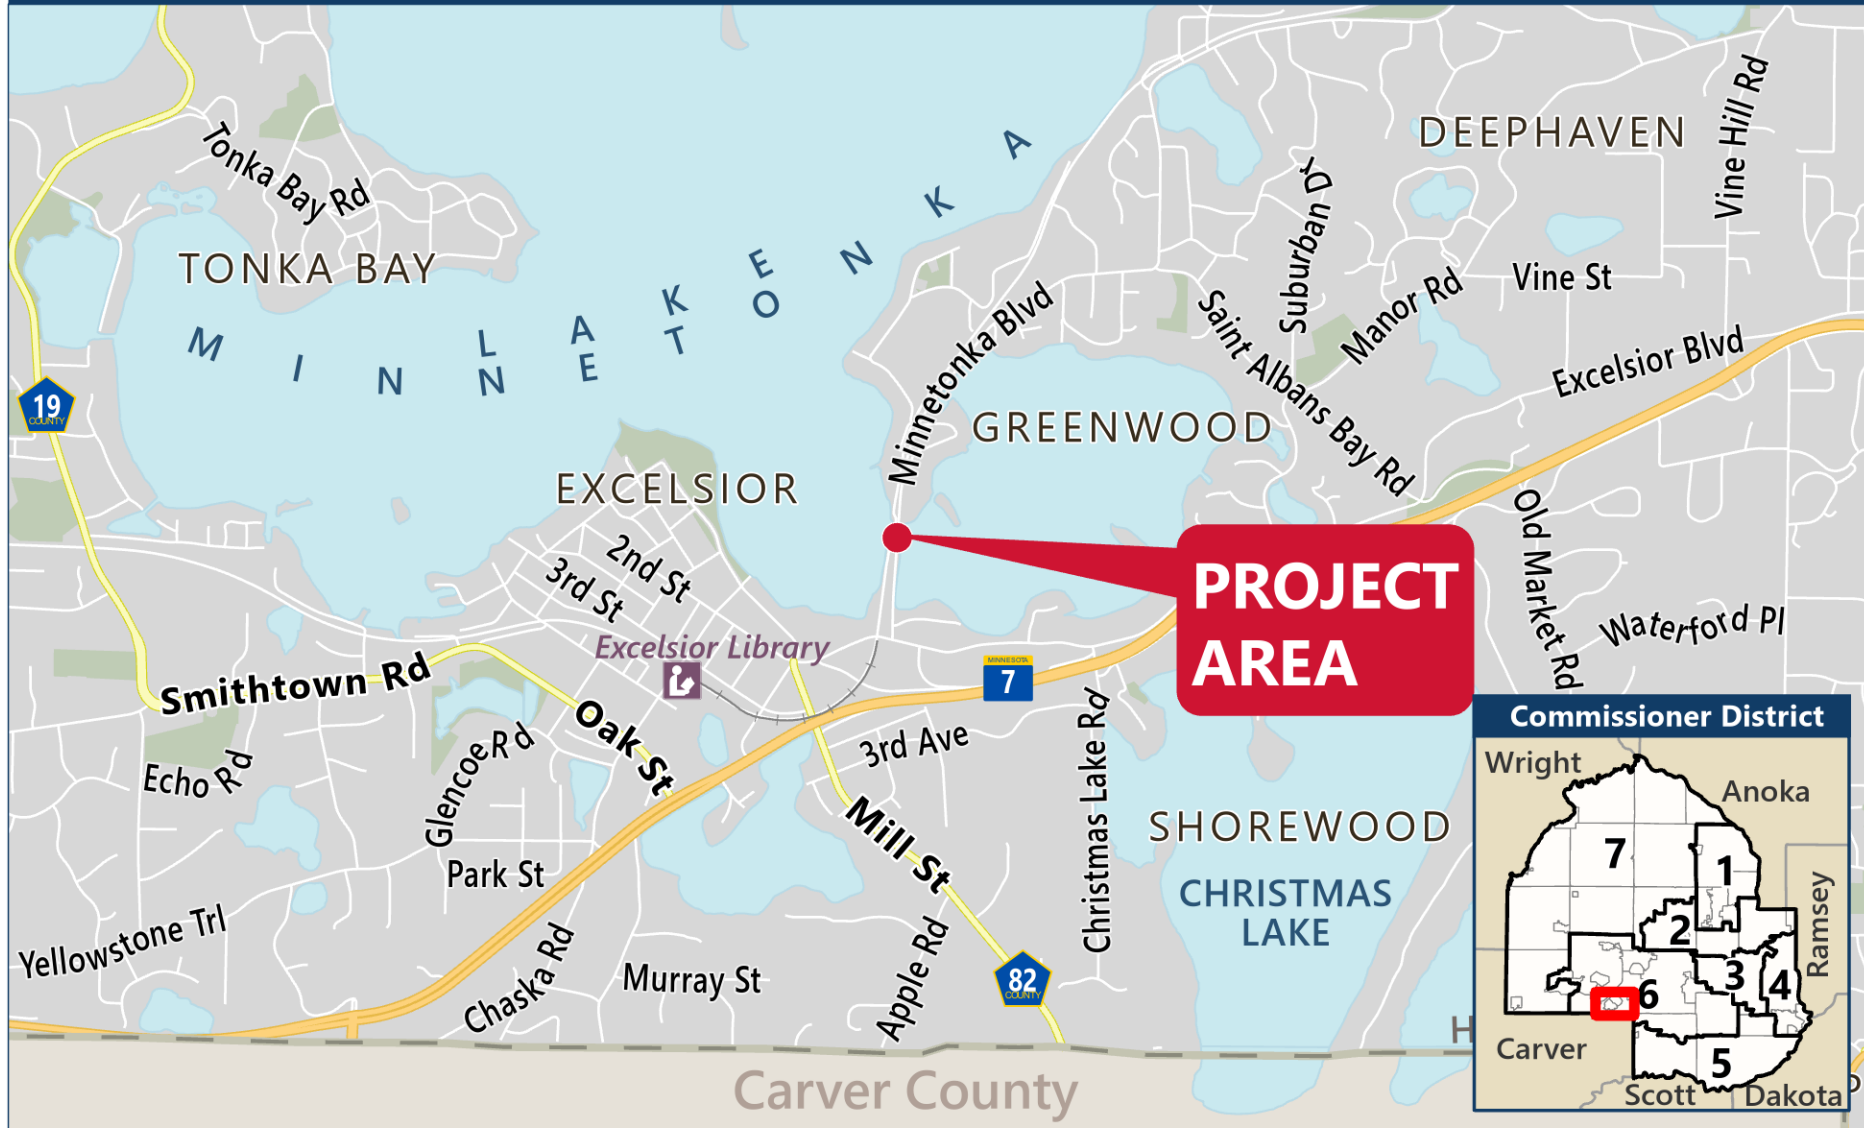 Tonka Bay Rd
TONKA BAY
LAKE
MINNETONKA
DEEPHAVEN
Vine Hill Rd
Suburban Dr
Manor Rd
Vine St
Saint Albans Bay Rd
Excelsior Blvd
Minnetonka Blvd
GREENWOOD
19
COUNTY
EXCELSIOR
2nd St
3rd St
Excelsior Library
PROJECT
AREA
Old Market Rd
Waterford Pl
MINNESOTA
7
Smithtown Rd
Oak St
Echo Rd
Glencoe Rd
3rd Ave
Christmas Lake Rd
Mill St
SHOREWOOD
CHRISTMAS
LAKE
Park St
Yellowstone Trl
Chaska Rd
Murray St
Apple Rd
82
COUNTY
Carver County
H
Commissioner District
Wright
Anoka
7
1
2
3
4
Ramsey
6
Carver
5
Scott
Dakota